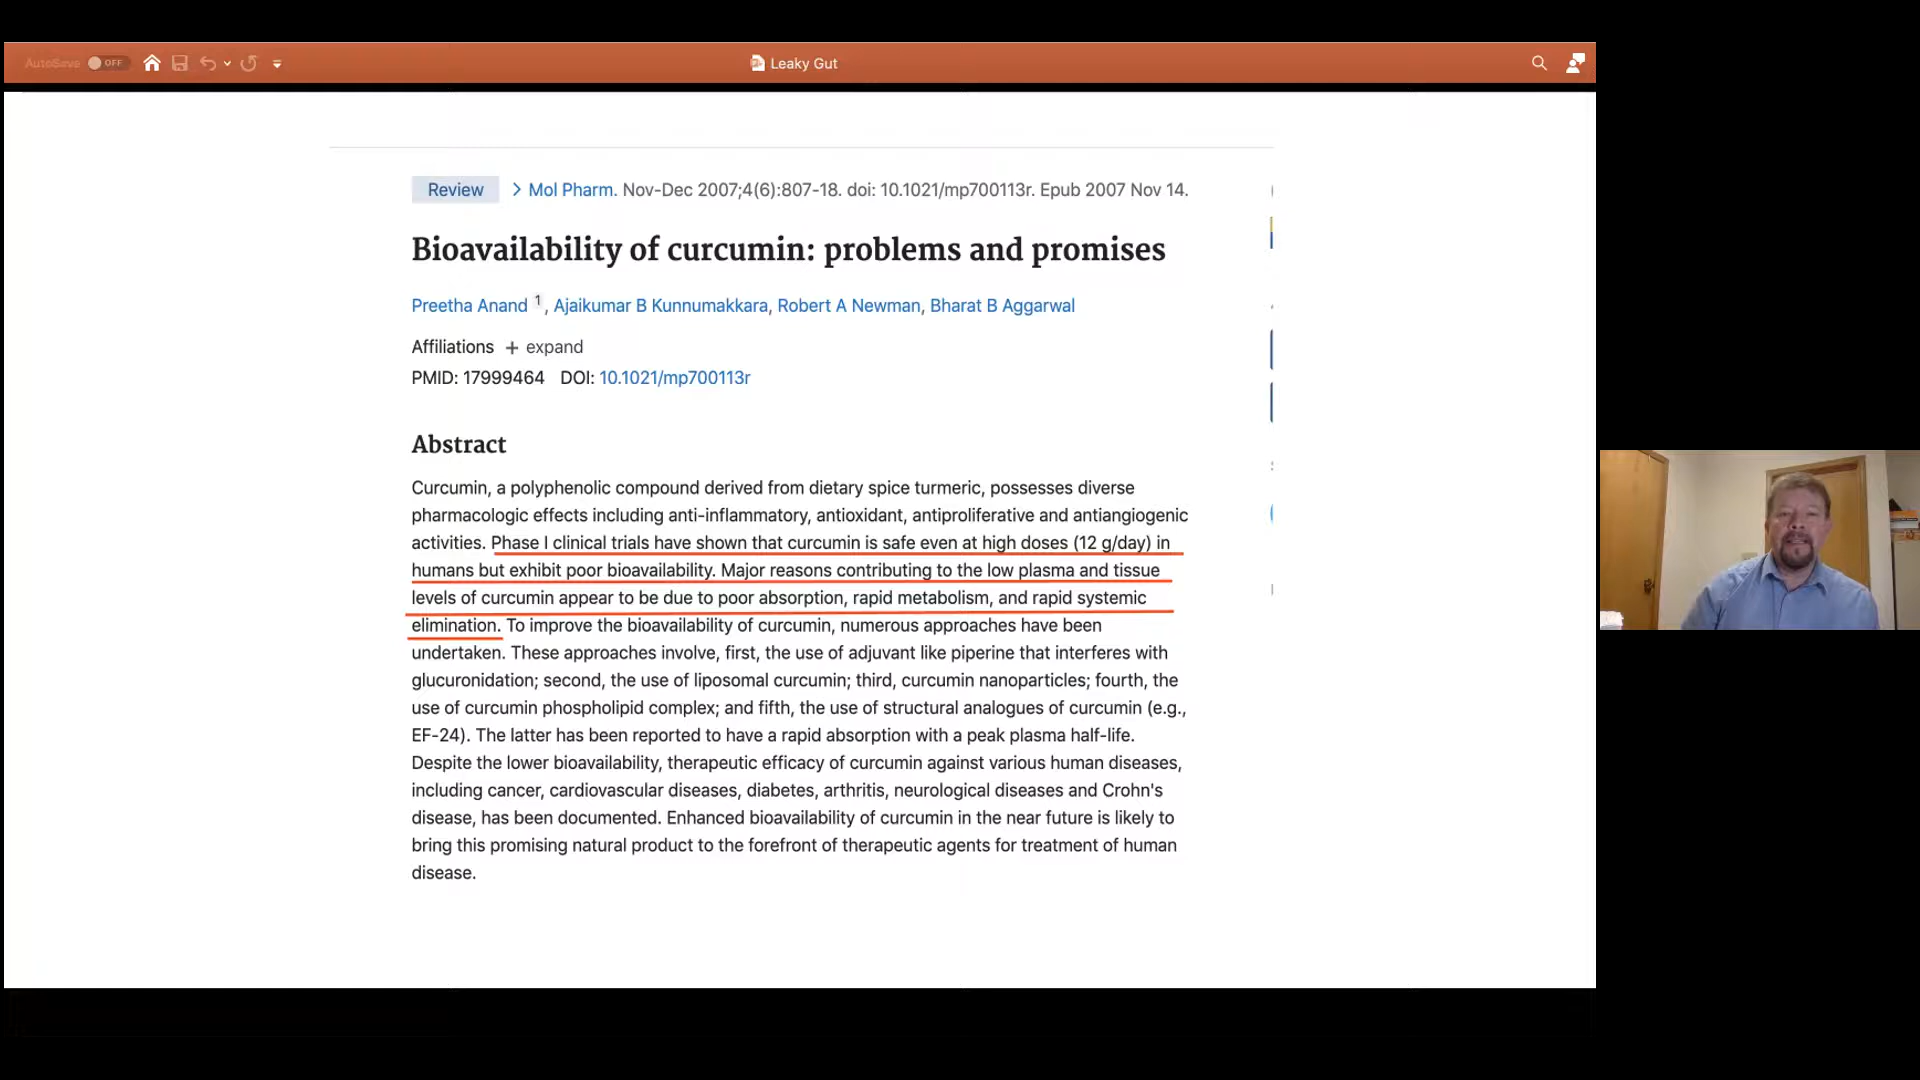 AutoSave OFF
Leaky Gut
Review > Mol Pharm. Nov-Dec 2007;4(6):807-18. doi: 10.1021/mp700113r. Epub 2007 Nov 14.
Bioavailability of curcumin: problems and promises
Preetha Anand 1, Ajaikumar B Kunnumakkara, Robert A Newman, Bharat B Aggarwal
Affiliations + expand
PMID: 17999464 DOI: 10.1021/mp700113r
Abstract
Curcumin, a polyphenolic compound derived from dietary spice turmeric, possesses diverse
pharmacologic effects including anti-inflammatory, antioxidant, antiproliferative and antiangiogenic
activities. Phase I clinical trials have shown that curcumin is safe even at high doses (12 g/day) in
humans but exhibit poor bioavailability. Major reasons contributing to the low plasma and tissue
levels of curcumin appear to be due to poor absorption, rapid metabolism, and rapid systemic
elimination. To improve the bioavailability of curcumin, numerous approaches have been
undertaken. These approaches involve, first, the use of adjuvant like piperine that interferes with
glucuronidation; second, the use of liposomal curcumin; third, curcumin nanoparticles; fourth, the
use of curcumin phospholipid complex; and fifth, the use of structural analogues of curcumin (e.g.,
EF-24). The latter has been reported to have a rapid absorption with a peak plasma half-life.
Despite the lower bioavailability, therapeutic efficacy of curcumin against various human diseases,
including cancer, cardiovascular diseases, diabetes, arthritis, neurological diseases and Crohn's
disease, has been documented. Enhanced bioavailability of curcumin in the near future is likely to
bring this promising natural product to the forefront of therapeutic agents for treatment of human
disease.